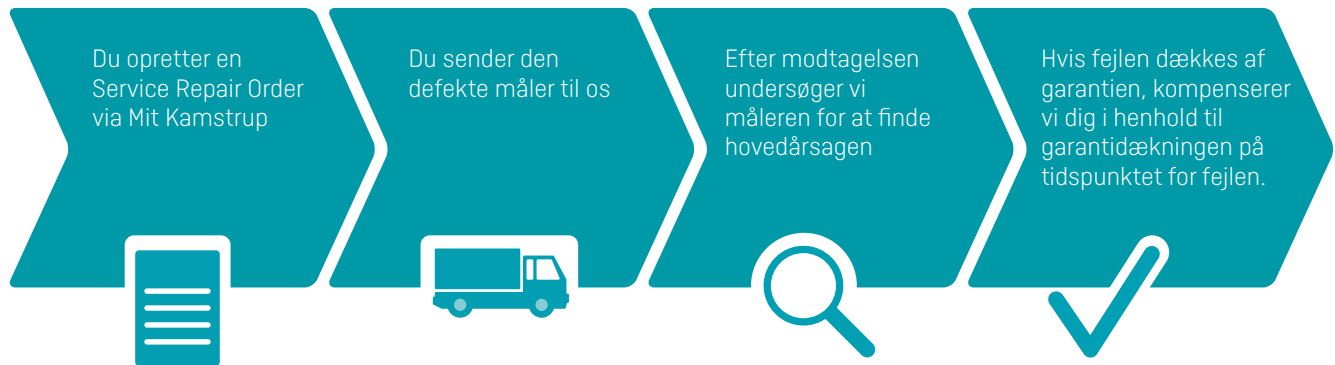 Du opretter en
Service Repair Order
via Mit Kamstrup
Du sender den
defekte måler til os
Efter modtagelsen
undersøger vi
måleren for at finde
hovedårsagen
Hvis fejlen dækkes af
garantien, kompenserer
vi dig i henhold til
garantidækningen på
tidspunktet for fejlen.